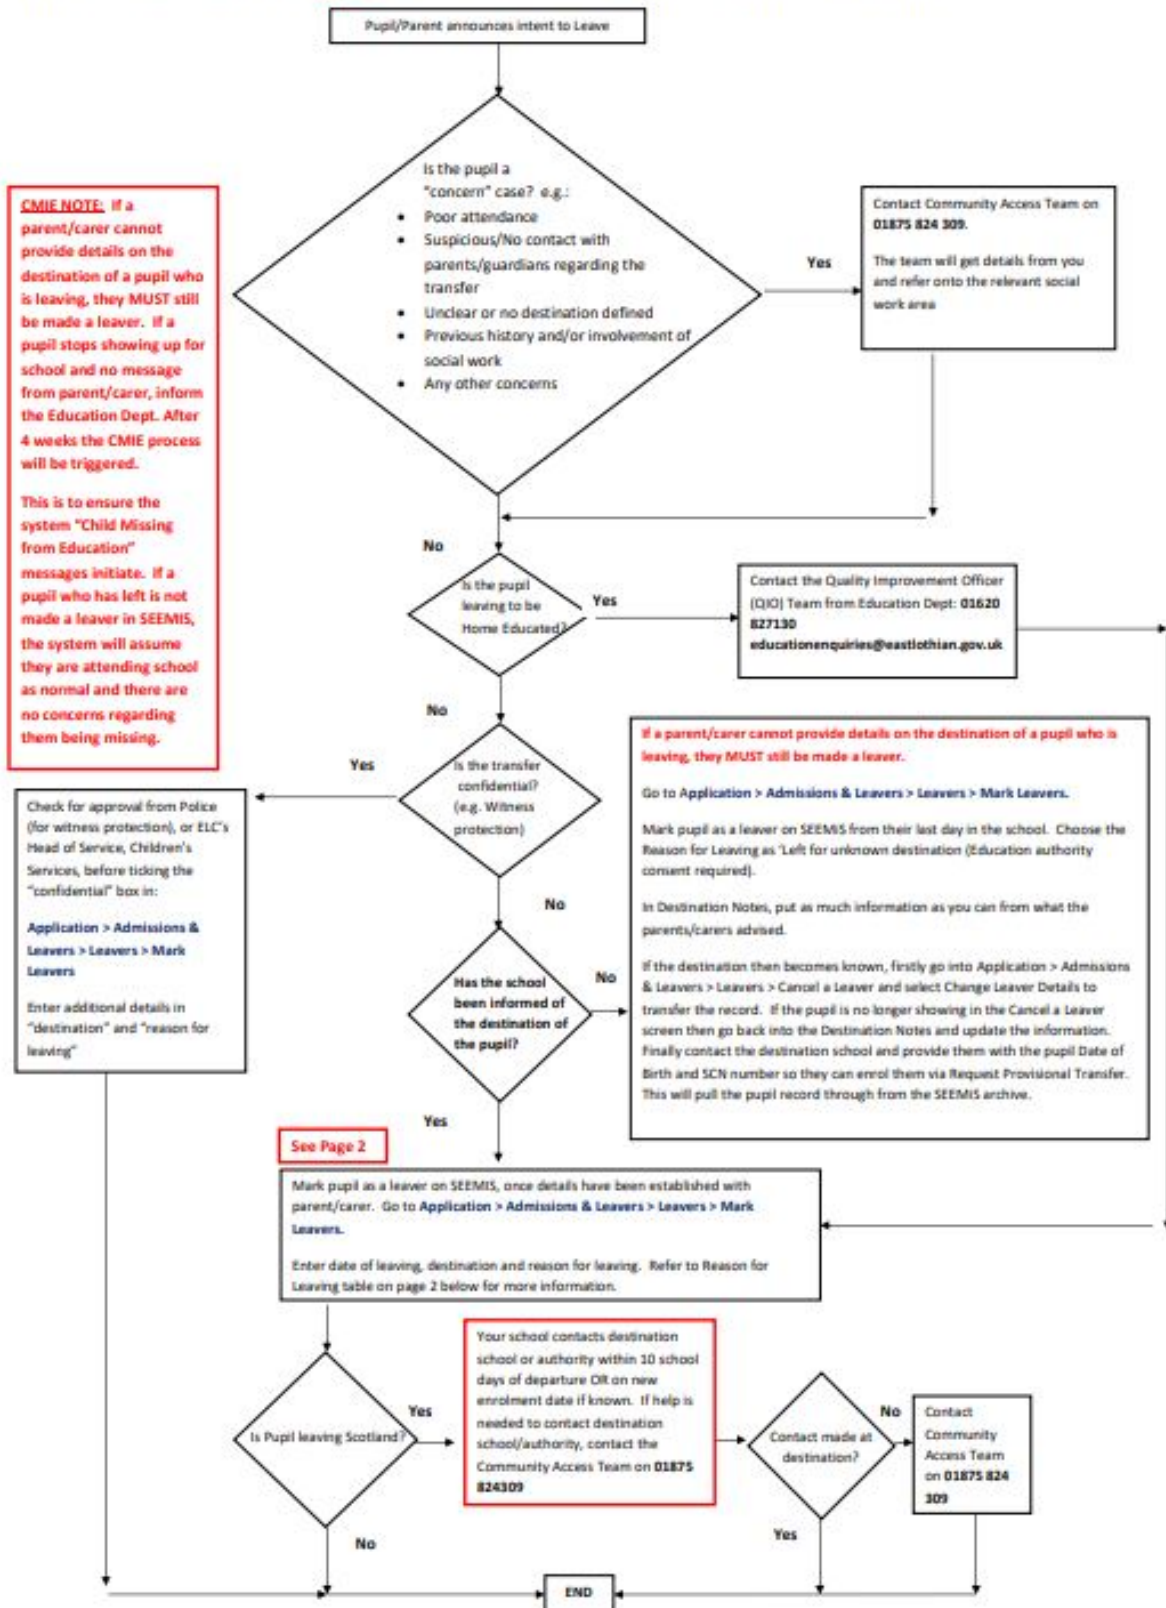 Pupil/Parent announces intent to Leave
Is the pupil a
"concern" case?  e.g.:
• Poor attendance
• Suspicious/No contact with
parents/guardians regarding the
transfer
• Unclear or no destination defined
• Previous history and/or involvement of
social work
• Any other concerns
Yes
Contact Community Access Team on
01875 824 309.
The team will get details from you
and refer onto the relevant social
work area
CMIE NOTE:  If a
parent/carer cannot
provide details on the
destination of a pupil who
is leaving, they MUST still
be made a leaver.  If a
pupil stops showing up for
school and no message
from parent/carer, inform
the Education Dept. After
4 weeks the CMIE process
will be triggered.
This is to ensure the
system "Child Missing
from Education"
messages initiate.  If a
pupil who has left is not
made a leaver in SEEMIS,
the system will assume
they are attending school
as normal and there are
no concerns regarding
them being missing.
No
Is the pupil
leaving to be
Home Educated?
Yes
Contact the Quality Improvement Officer
(QIO) Team from Education Dept: 01620
827130
educationenquiries@eastlothian.gov.uk
No
Is the transfer
confidential?
(e.g. Witness
protection)
Yes
Check for approval from Police
(for witness protection), or ELC's
Head of Service, Children's
Services, before ticking the
"confidential" box in:
Application > Admissions &
Leavers > Leavers > Mark
Leavers
Enter additional details in
"destination" and "reason for
leaving"
No
Has the school
been informed of
the destination of
the pupil?
No
If a parent/carer cannot provide details on the destination of a pupil who is
leaving, they MUST still be made a leaver.
Go to Application > Admissions & Leavers > Leavers > Mark Leavers.
Mark pupil as a leaver on SEEMIS from their last day in the school.  Choose the
Reason for Leaving as 'Left for unknown destination (Education authority
consent required).
In Destination Notes, put as much information as you can from what the
parents/carers advised.
If the destination then becomes known, firstly go into Application > Admissions
& Leavers > Leavers > Cancel a Leaver and select Change Leaver Details to
transfer the record.  If the pupil is no longer showing in the Cancel a Leaver
screen then go back into the Destination Notes and update the information.
Finally contact the destination school and provide them with the pupil Date of
Birth and SCN number so they can enrol them via Request Provisional Transfer.
This will pull the pupil record through from the SEEMIS archive.
Yes
See Page 2
Mark pupil as a leaver on SEEMIS, once details have been established with
parent/carer.  Go to Application > Admissions & Leavers > Leavers > Mark
Leavers.
Enter date of leaving, destination and reason for leaving.  Refer to Reason for
Leaving table on page 2 below for more information.
Is Pupil leaving Scotland?
Yes
Your school contacts destination
school or authority within 10 school
days of departure OR on new
enrolment date if known.  If help is
needed to contact destination
school/authority, contact the
Community Access Team on 01875
824309
Contact made at
destination?
No
Contact
Community
Access Team
on 01875 824
309
No
Yes
END